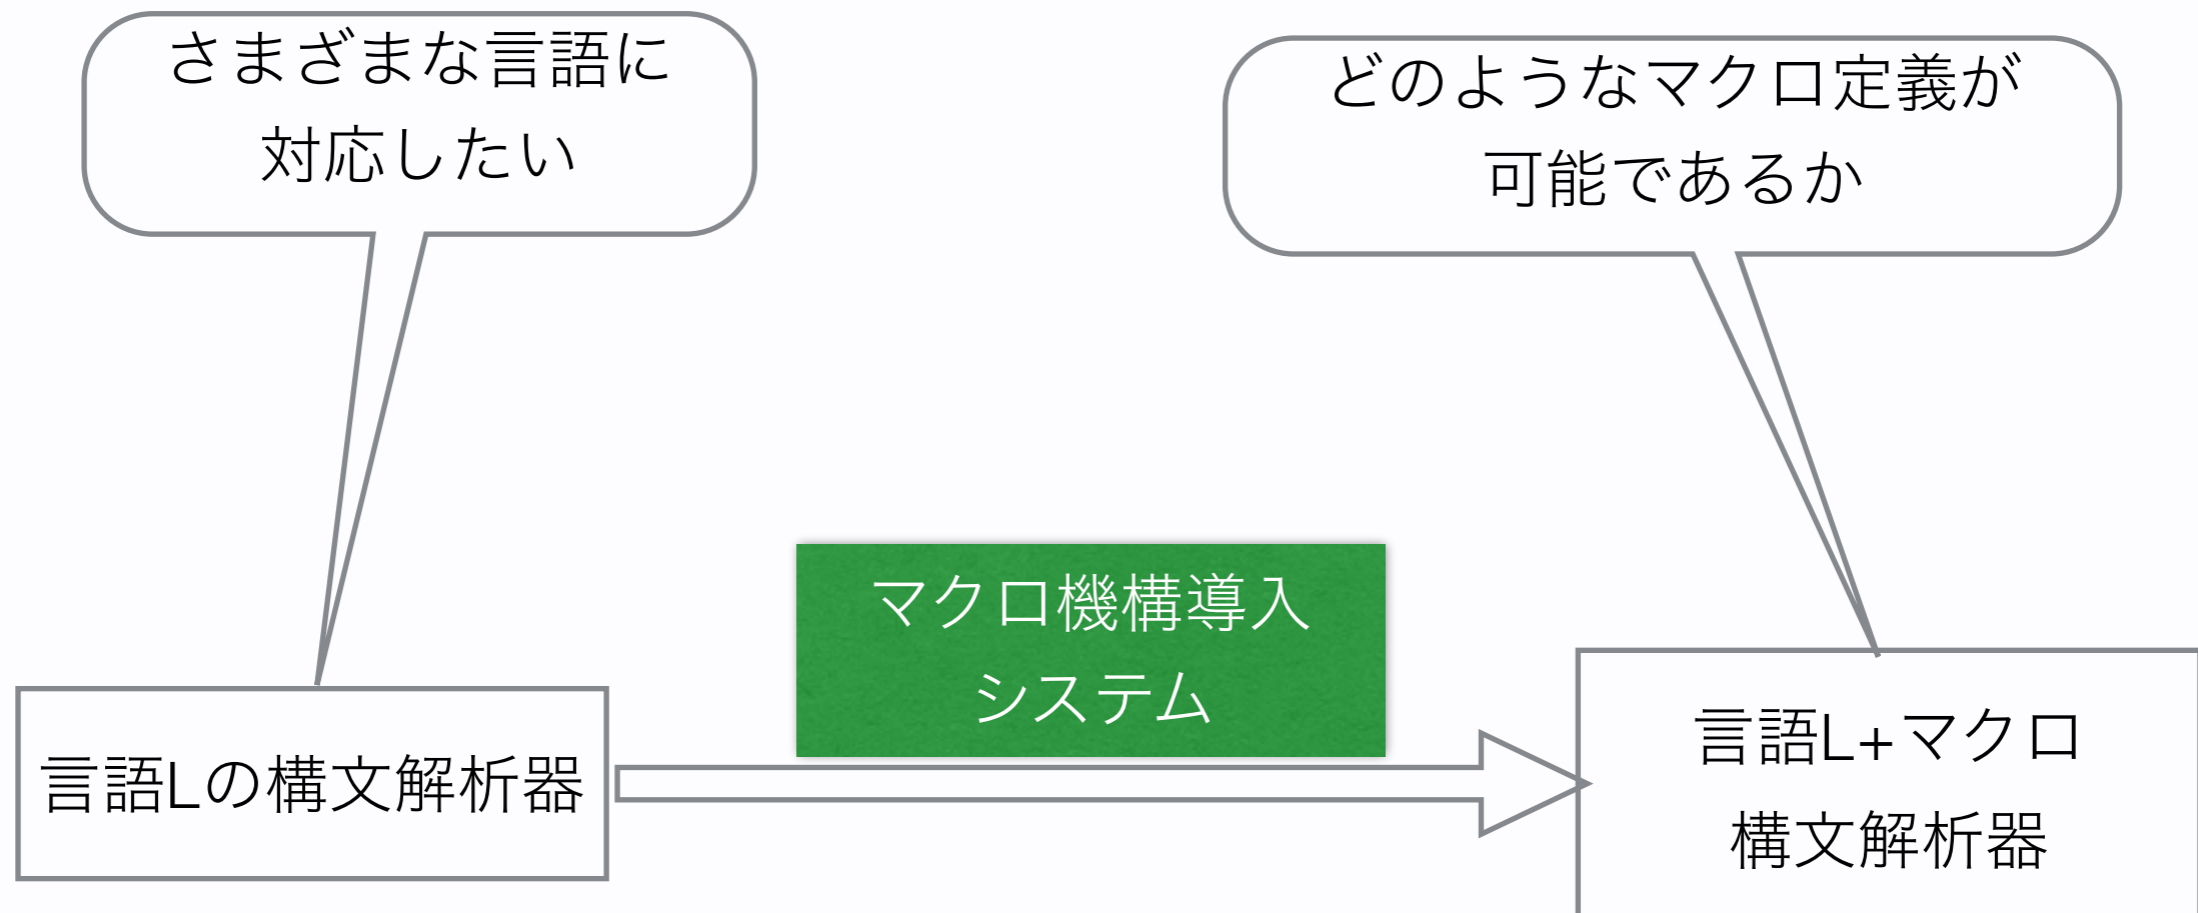 さまざまな言語に
対応したい
どのようなマクロ定義が
可能であるか
マクロ機構導入
システム
言語Lの構文解析器
言語L+マクロ
構文解析器